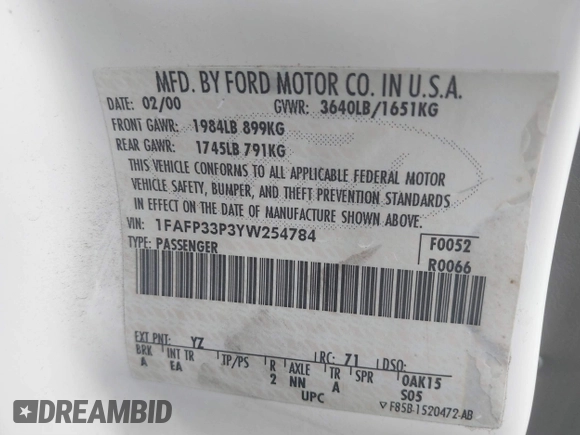 MFD. BY FORD MOTOR CO. IN U.S.A.
DATE: 02/00 GVWR: 3640LB/1651KG
FRONT GAWR: 1984LB 899KG
REAR GAWR: 1745LB 791KG
THIS VEHICLE CONFORMS TO ALL APPLICABLE FEDERAL MOTOR
VEHICLE SAFETY, BUMPER, AND THEFT PREVENTION STANDARDS
IN EFFECT ON THE DATE OF MANUFACTURE SHOWN ABOVE.
VIN: 1FAFP33P3YW254784 F0052
TYPE: PASSENGER R0066
EXT PNT: YZ RC: 71 DSO:
BRK INT TR TP/PS R AXLE TR SPR 0AK15
A EA 2 NN A S05
UPC ▽ F85B-1520472-AB
DREAMBID